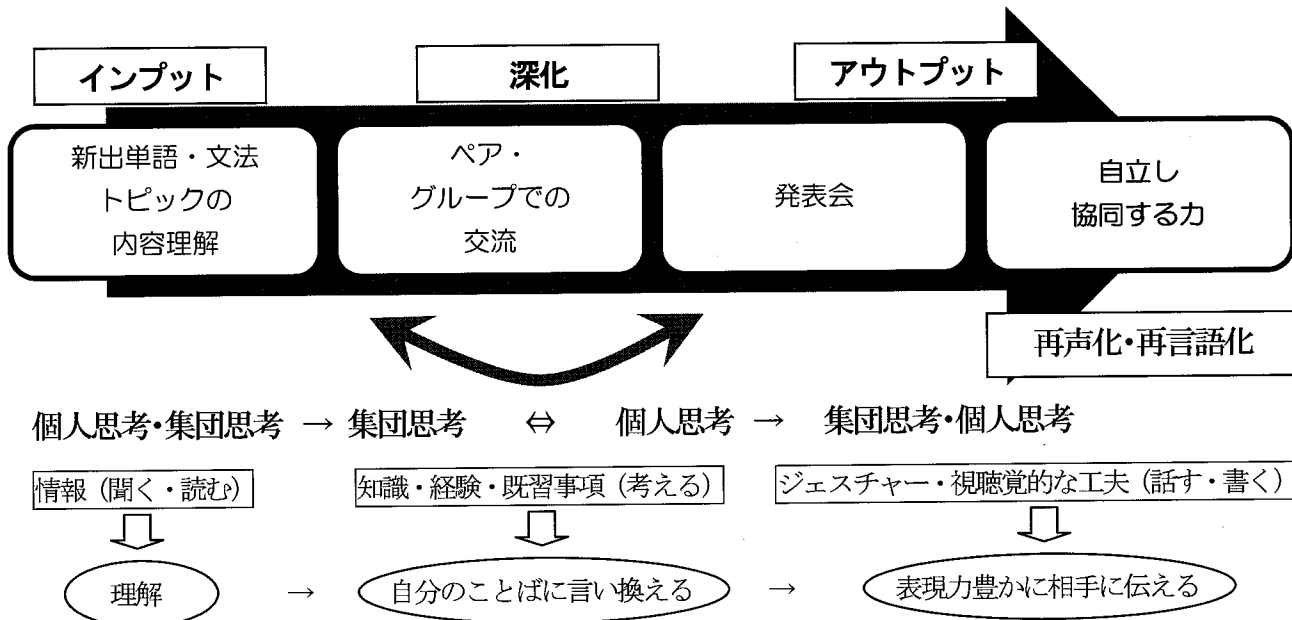 インプット
深化
アウトプット
新出単語・文法
トピックの
内容理解
ペア・
グループでの
交流
発表会
自立し
協同する力
再声化・再言語化
個人思考・集団思考 → 集団思考 ⇔ 個人思考 → 集団思考・個人思考
情報（聞く・読む）
知識・経験・既習事項（考える）
ジェスチャー・視聴覚的な工夫（話す・書く）
理解 → 自分のことばに言い換える → 表現力豊かに相手に伝える